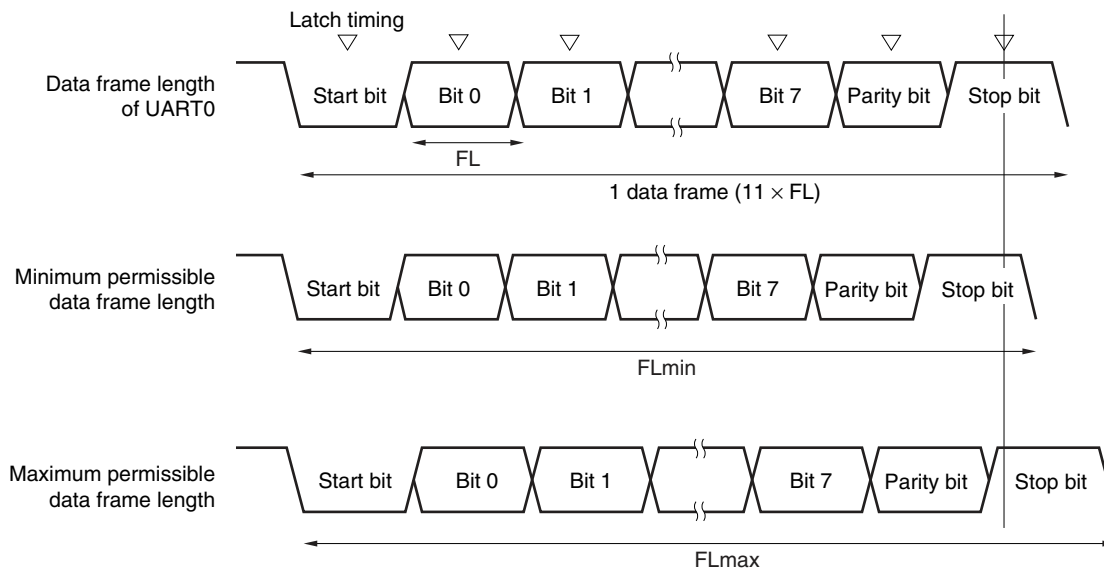 Latch timing
Data frame length
of UART0
Start bit
Bit 0
Bit 1
Bit 7
Parity bit
Stop bit
FL
1 data frame (11 × FL)
Minimum permissible
data frame length
Start bit
Bit 0
Bit 1
Bit 7
Parity bit
Stop bit
FLmin
Maximum permissible
data frame length
Start bit
Bit 0
Bit 1
Bit 7
Parity bit
Stop bit
FLmax